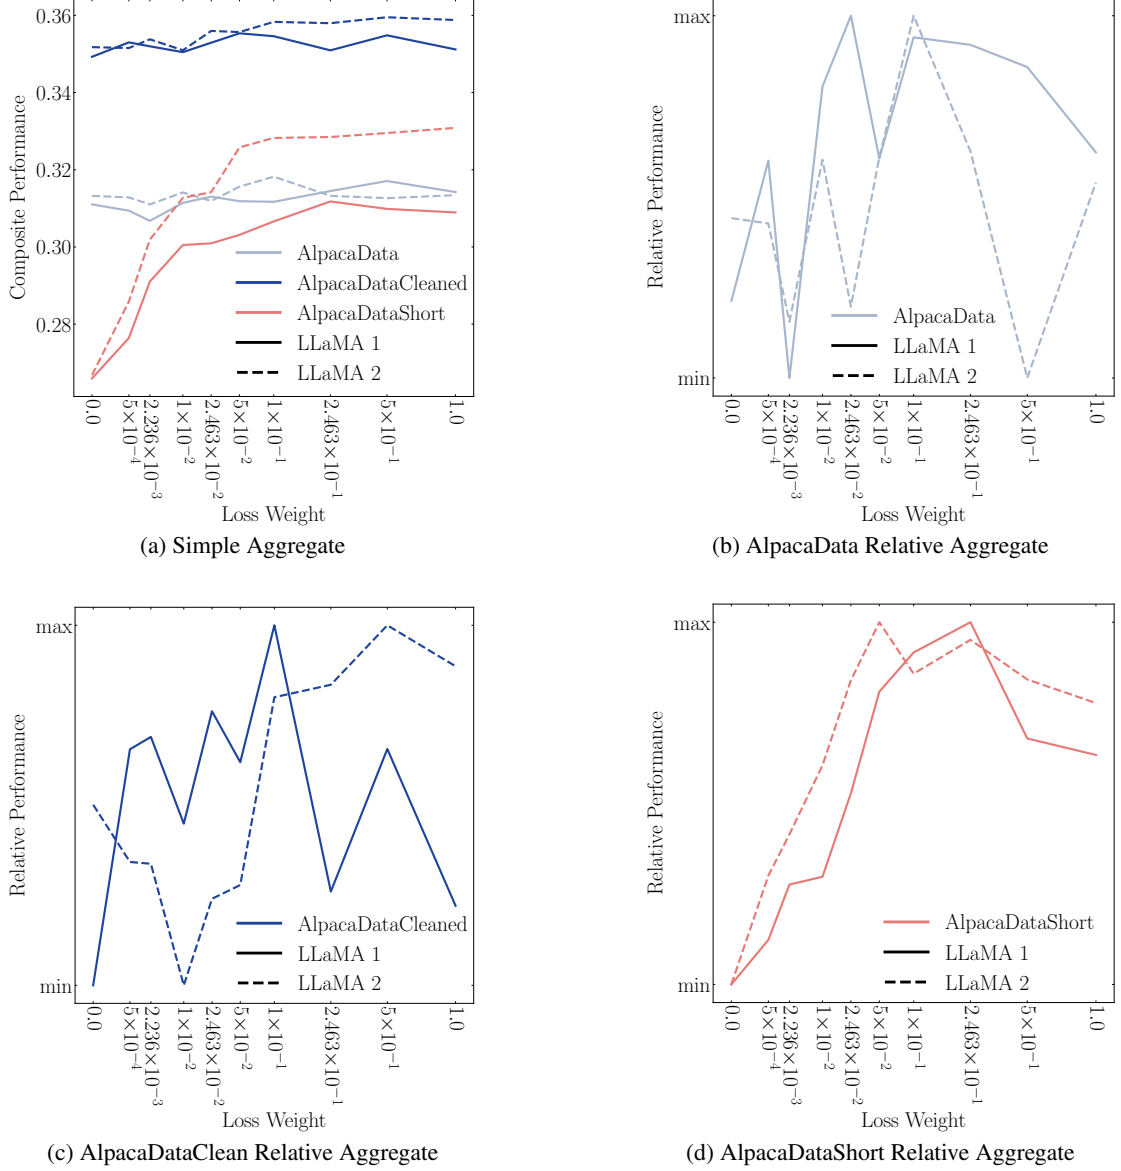 0.36
0.34
0.32
0.30
0.28
Composite Performance
AlpacaData
AlpacaDataCleaned
AlpacaDataShort
LLaMA 1
LLaMA 2
0.0
5×10⁻⁴
2.236×10⁻³
1×10⁻²
2.463×10⁻²
5×10⁻²
1×10⁻¹
2.463×10⁻¹
5×10⁻¹
1.0
Loss Weight
(a) Simple Aggregate
max
min
Relative Performance
AlpacaData
LLaMA 1
LLaMA 2
0.0
5×10⁻⁴
2.236×10⁻³
1×10⁻²
2.463×10⁻²
5×10⁻²
1×10⁻¹
2.463×10⁻¹
5×10⁻¹
1.0
Loss Weight
(b) AlpacaData Relative Aggregate
max
min
Relative Performance
AlpacaDataCleaned
LLaMA 1
LLaMA 2
0.0
5×10⁻⁴
2.236×10⁻³
1×10⁻²
2.463×10⁻²
5×10⁻²
1×10⁻¹
2.463×10⁻¹
5×10⁻¹
1.0
Loss Weight
(c) AlpacaDataClean Relative Aggregate
max
min
Relative Performance
AlpacaDataShort
LLaMA 1
LLaMA 2
0.0
5×10⁻⁴
2.236×10⁻³
1×10⁻²
2.463×10⁻²
5×10⁻²
1×10⁻¹
2.463×10⁻¹
5×10⁻¹
1.0
Loss Weight
(d) AlpacaDataShort Relative Aggregate